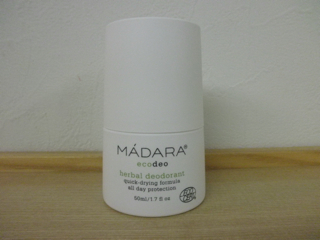 MÁDARA®
ecodeo
herbal deodorant
quick-drying formula
all day protection
50ml/1.7 fl oz